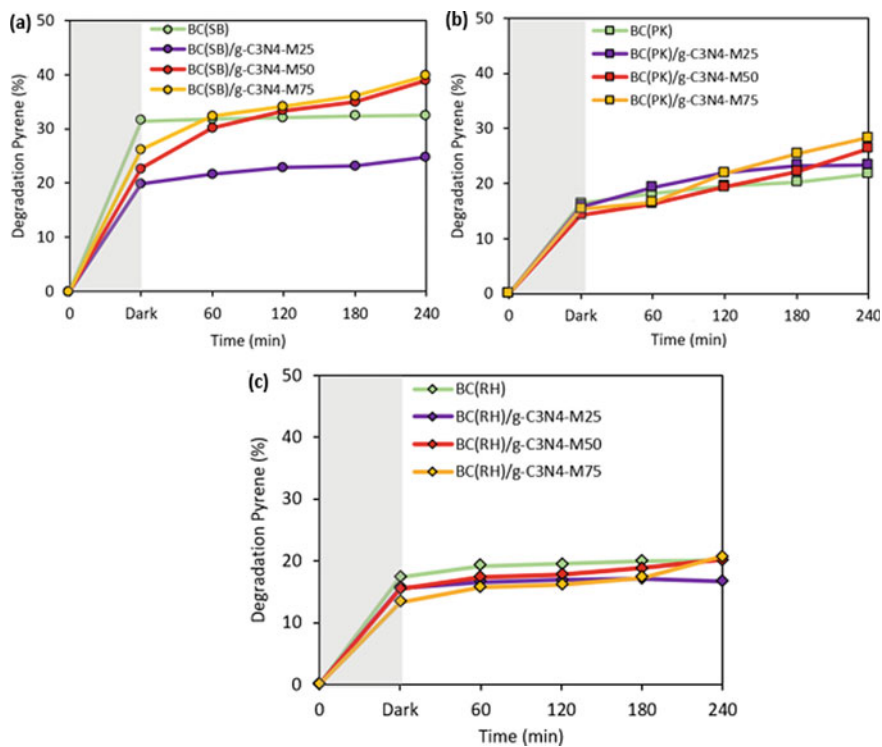 (a)
50
40
30
20
10
0
Degradation Pyrene (%)
BC(SB)
BC(SB)/g-C3N4-M25
BC(SB)/g-C3N4-M50
BC(SB)/g-C3N4-M75
0 Dark 60 120 180 240
Time (min)
(b)
50
40
30
20
10
0
Degradation Pyrene (%)
BC(PK)
BC(PK)/g-C3N4-M25
BC(PK)/g-C3N4-M50
BC(PK)/g-C3N4-M75
0 Dark 60 120 180 240
Time (min)
(c)
50
40
30
20
10
0
Degradation Pyrene (%)
BC(RH)
BC(RH)/g-C3N4-M25
BC(RH)/g-C3N4-M50
BC(RH)/g-C3N4-M75
0 Dark 60 120 180 240
Time (min)